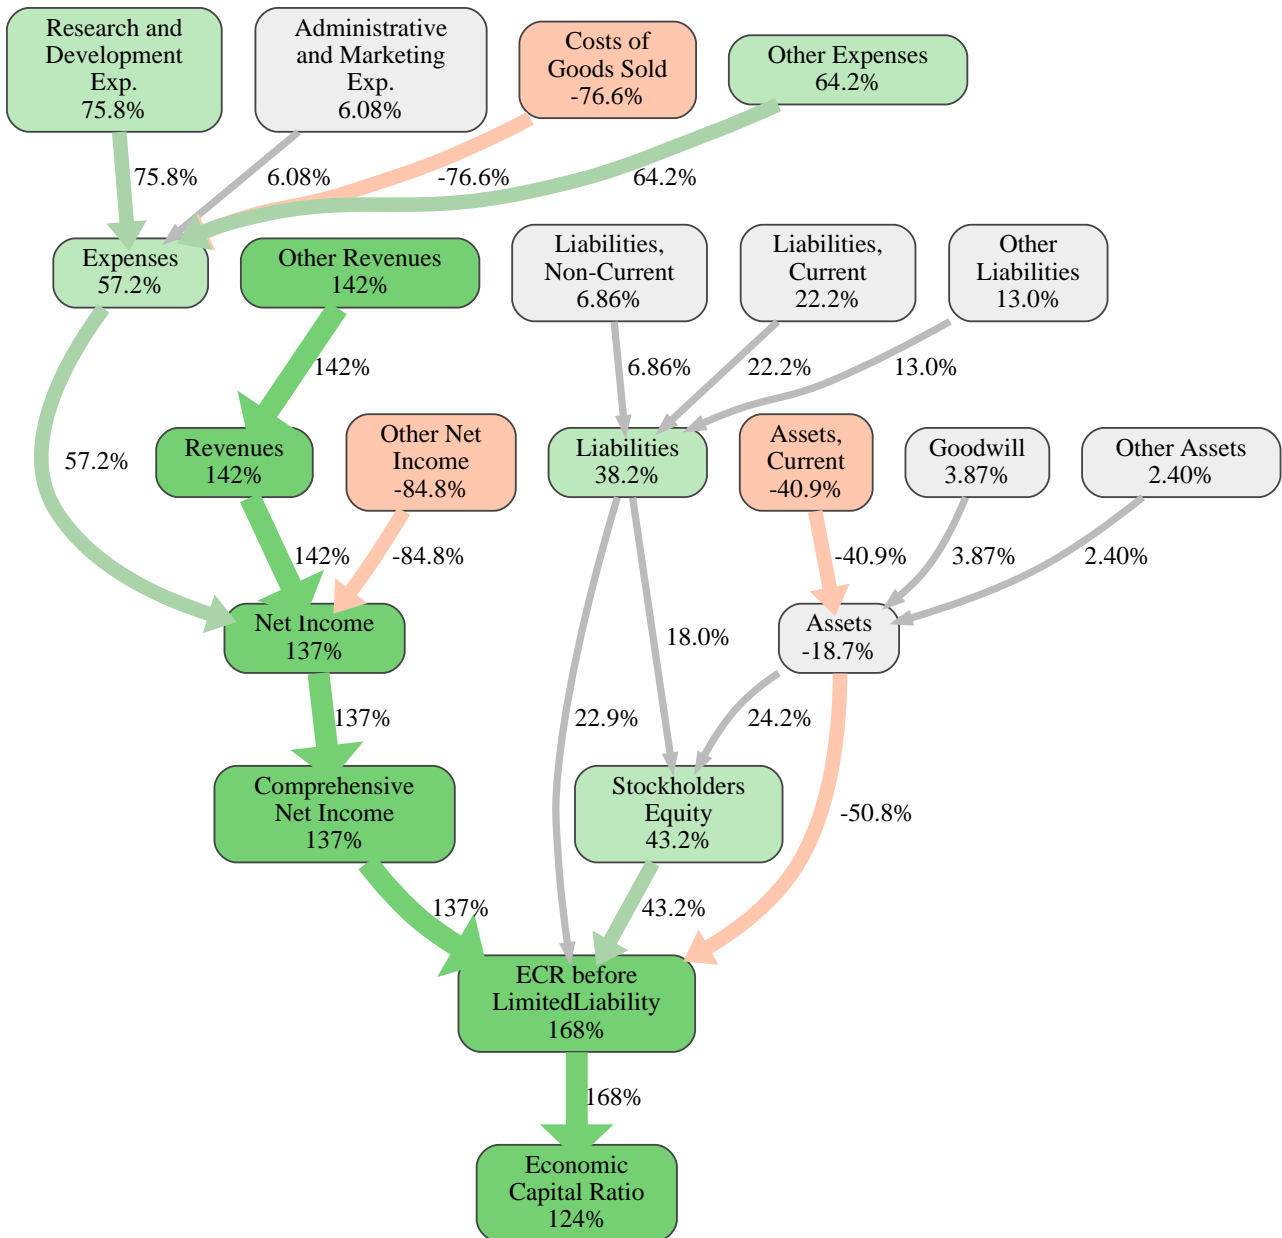 Research and
Development
Exp.
75.8%
Administrative
and Marketing
Exp.
6.08%
Costs of
Goods Sold
-76.6%
Other Expenses
64.2%
75.8%
6.08%
-76.6%
64.2%
Expenses
57.2%
Other Revenues
142%
Liabilities,
Non-Current
6.86%
Liabilities,
Current
22.2%
Other
Liabilities
13.0%
142%
6.86%
22.2%
13.0%
57.2%
Revenues
142%
Other Net
Income
-84.8%
Liabilities
38.2%
Assets,
Current
-40.9%
Goodwill
3.87%
Other Assets
2.40%
142%
-84.8%
-40.9%
3.87%
2.40%
Net Income
137%
18.0%
Assets
-18.7%
137%
22.9%
24.2%
Comprehensive
Net Income
137%
Stockholders
Equity
43.2%
-50.8%
137%
43.2%
ECR before
LimitedLiability
168%
168%
Economic
Capital Ratio
124%